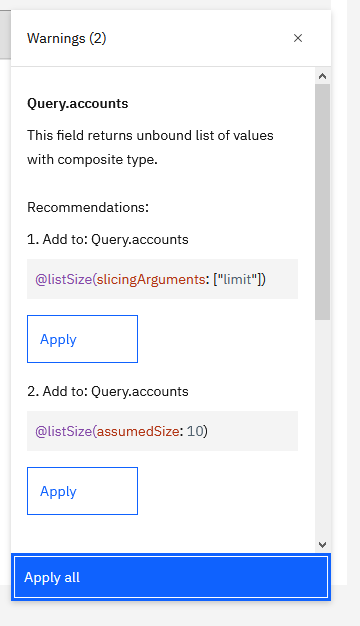 Warnings (2)
Query.accounts
This field returns unbound list of values
with composite type.
Recommendations:
1. Add to: Query.accounts
@listSize(slicingArguments: ["limit"])
Apply
2. Add to: Query.accounts
@listSize(assumedSize: 10)
Apply
Apply all